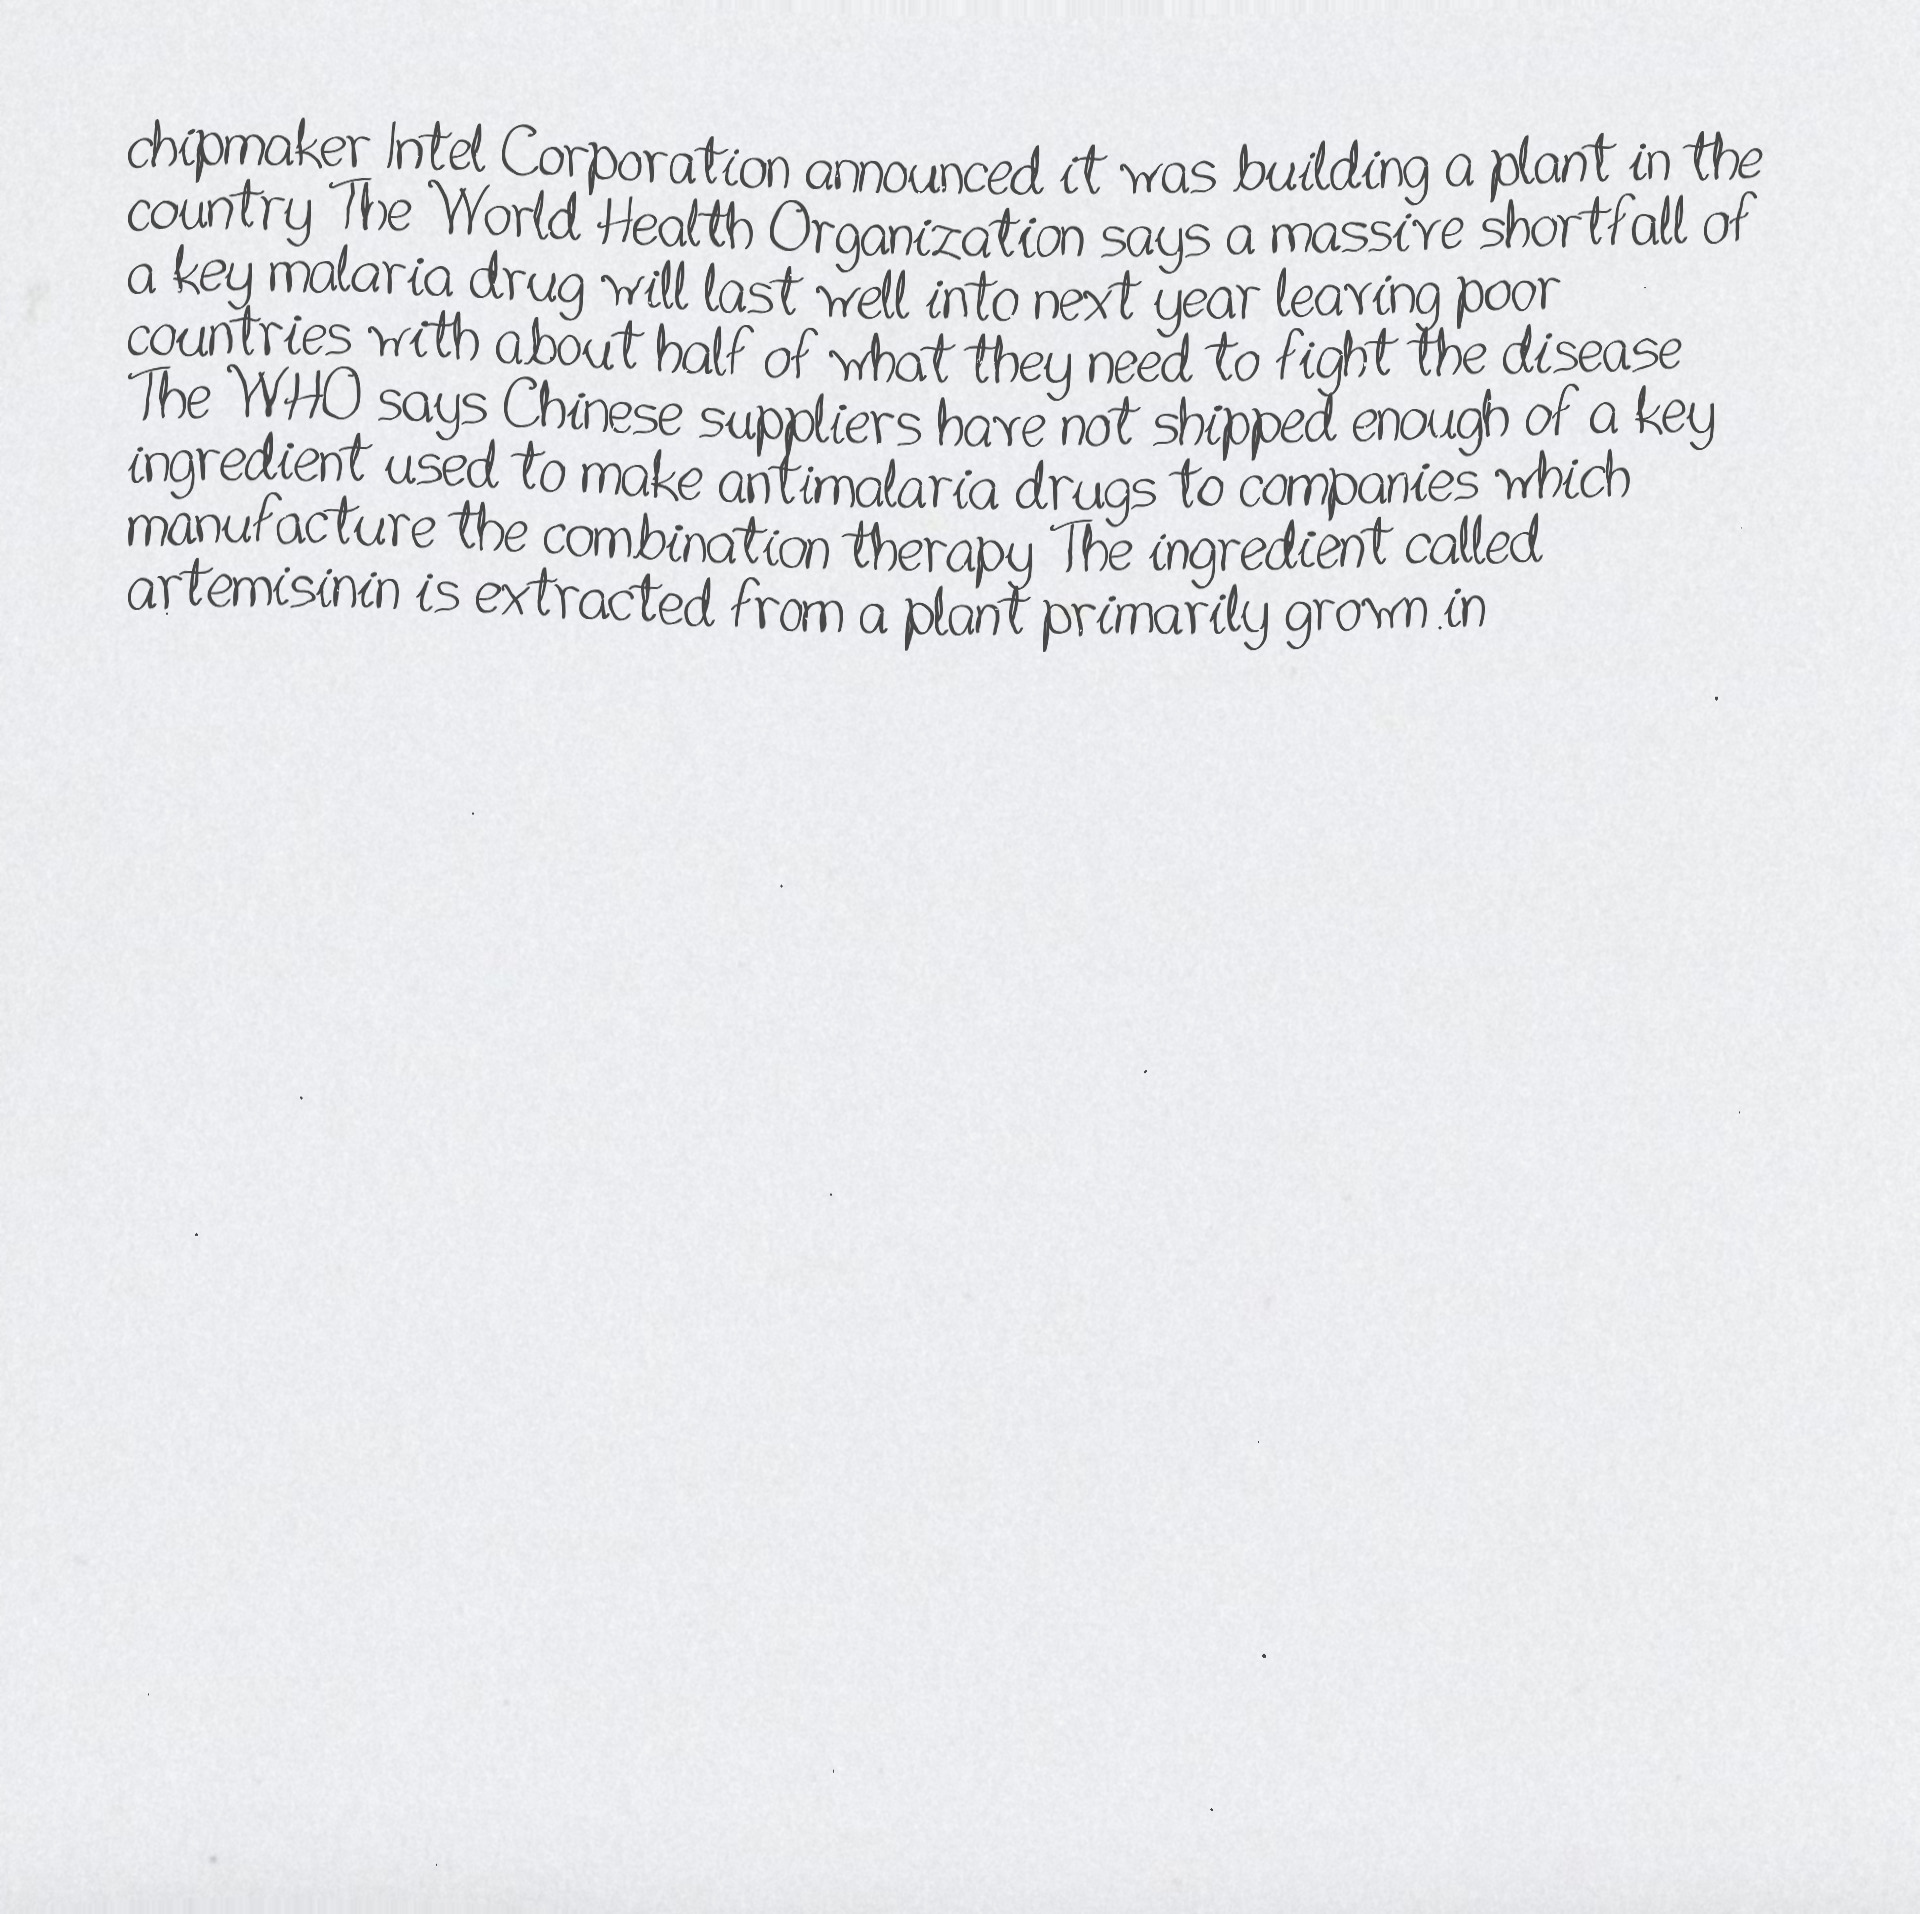 chipmaker Intel Corporation announced it was building a plant in the
country The World Health Organization says a massive shortfall of
a key malaria drug will last well into next year leaving poor
countries with about half of what they need to fight the disease
The WHO says Chinese suppliers have not shipped enough of a key
ingredient used to make antimalaria drugs to companies which
manufacture the combination therapy The ingredient called
artemisinin is extracted from a plant primarily grown in